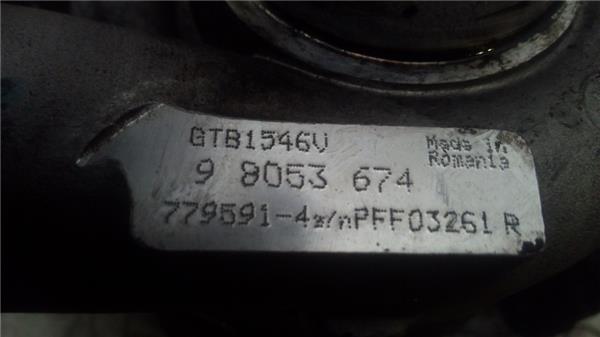 GTB1546V
Made in
Romania
9 8053 674
779591-4 s/n PFF03261 R